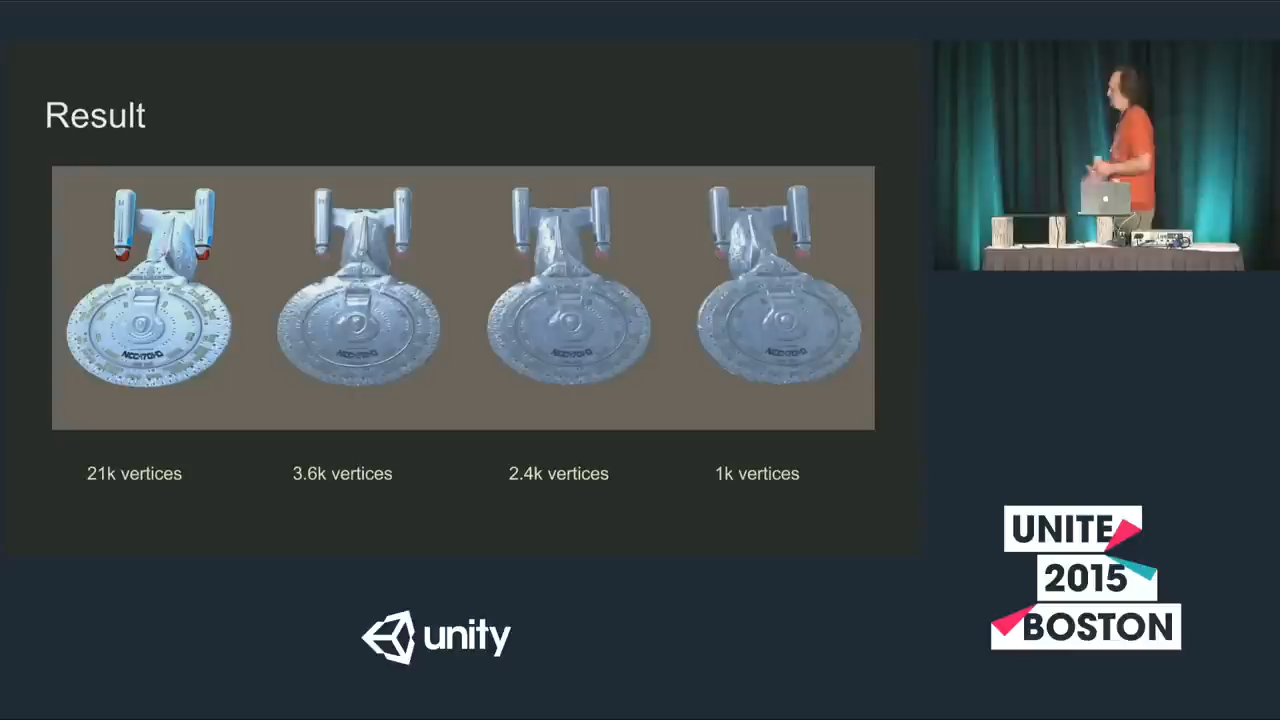 Result
21k vertices
3.6k vertices
2.4k vertices
1k vertices
unity
UNITE
2015
BOSTON